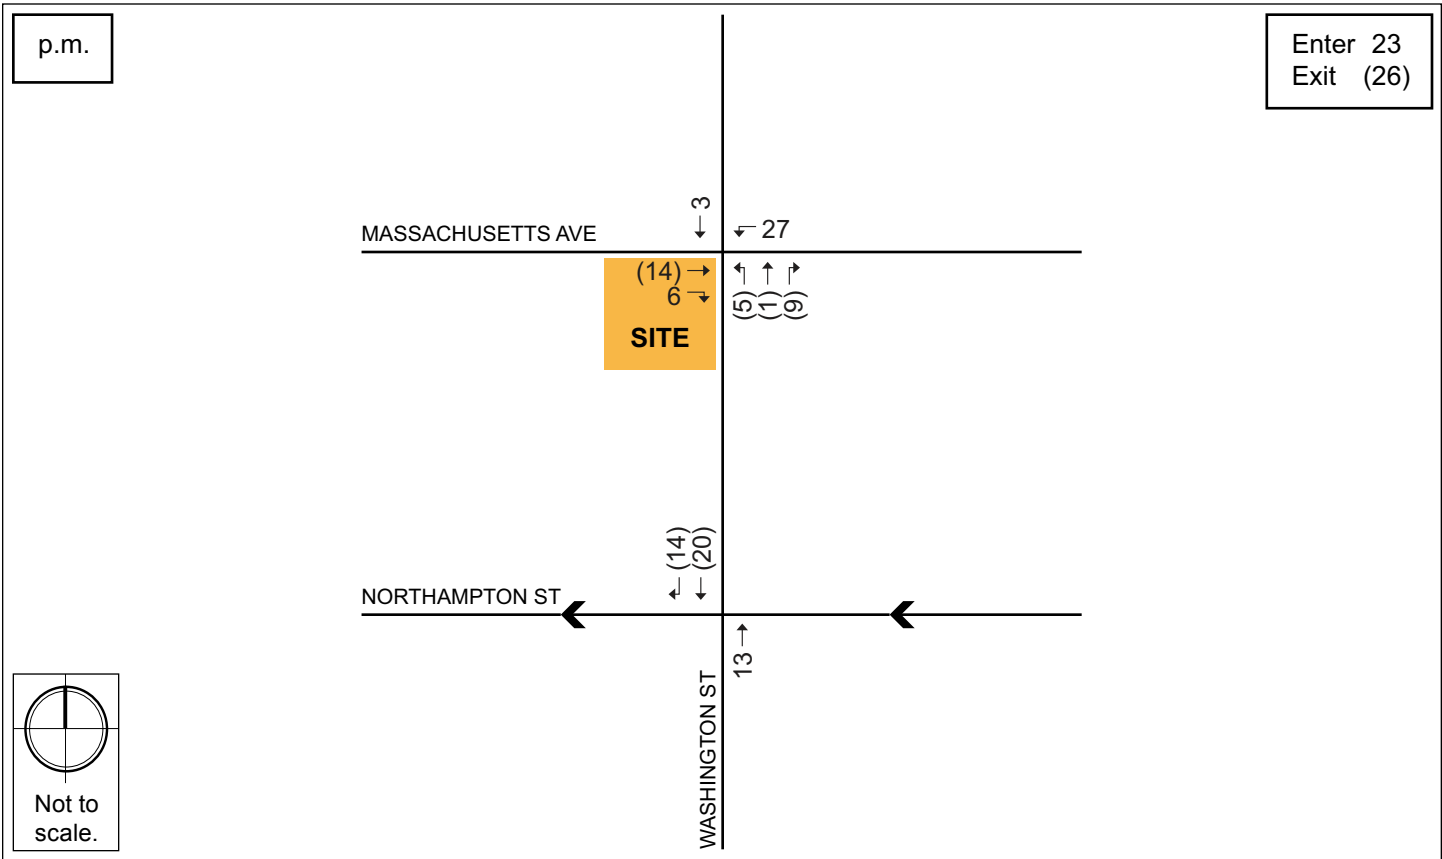 p.m.
Enter 23
Exit (26)
3
MASSACHUSETTS AVE
27
(14)
6
(5)
(1)
(9)
SITE
(14)
(20)
NORTHAMPTON ST
13
WASHINGTON ST
Not to
scale.